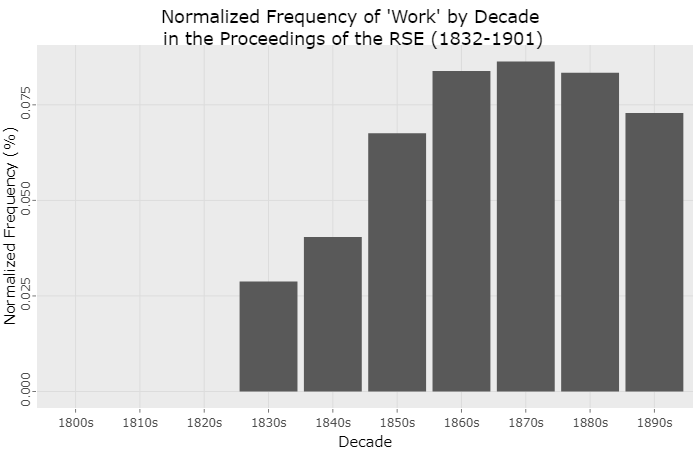 Normalized Frequency of 'Work' by Decade
in the Proceedings of the RSE (1832-1901)
Normalized Frequency (%)
0.075
0.050
0.025
0.000
1800s 1810s 1820s 1830s 1840s 1850s 1860s 1870s 1880s 1890s
Decade